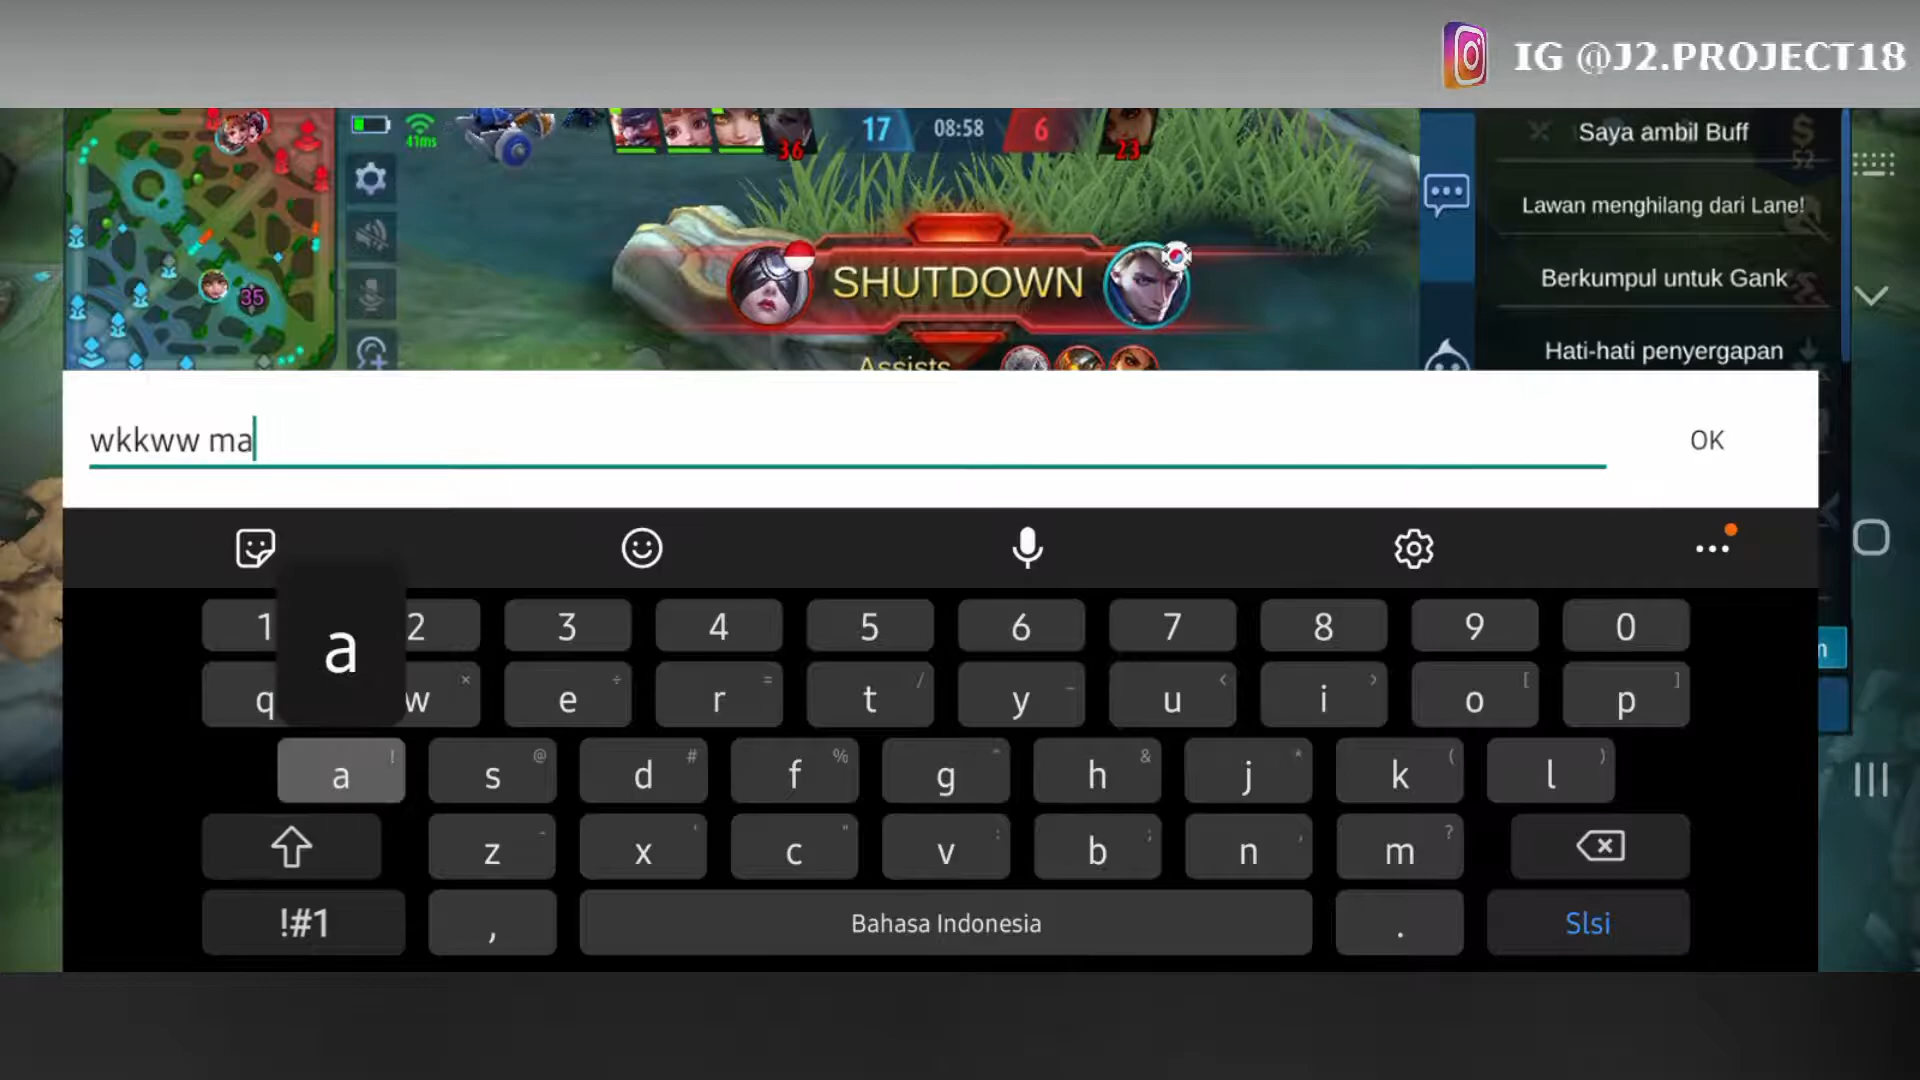 IG @J2.PROJECT18
41ms
36
17
08:58
6
23
Saya ambil Buff
52
Lawan menghilang dari Lane!
35
SHUTDOWN
Berkumpul untuk Gank
Assists
Hati-hati penyergapan
wkkww ma
OK
1 2 3 4 5 6 7 8 9 0
a
q w e r t y u i o p
a s d f g h j k l
z x c v b n m
!#1 , Bahasa Indonesia . Slsi